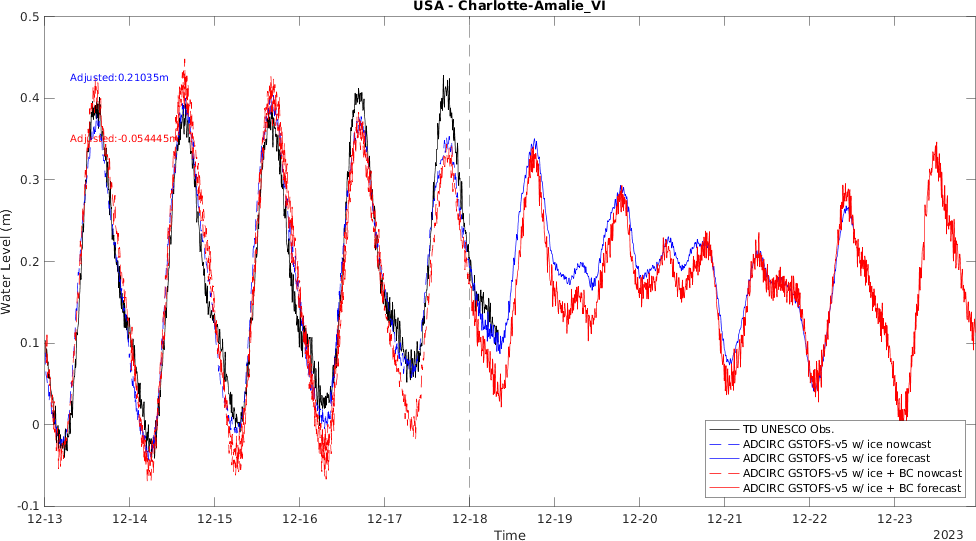 USA - Charlotte-Amalie_VI
0.5
0.4
0.3
0.2
0.1
0
-0.1
Water Level (m)
Adjusted:0.21035m
Adjusted:-0.054445m
TD UNESCO Obs.
ADCIRC GSTOFS-v5 w/ ice nowcast
ADCIRC GSTOFS-v5 w/ ice forecast
ADCIRC GSTOFS-v5 w/ ice + BC nowcast
ADCIRC GSTOFS-v5 w/ ice + BC forecast
12-13 12-14 12-15 12-16 12-17 12-18 12-19 12-20 12-21 12-22 12-23
Time
2023